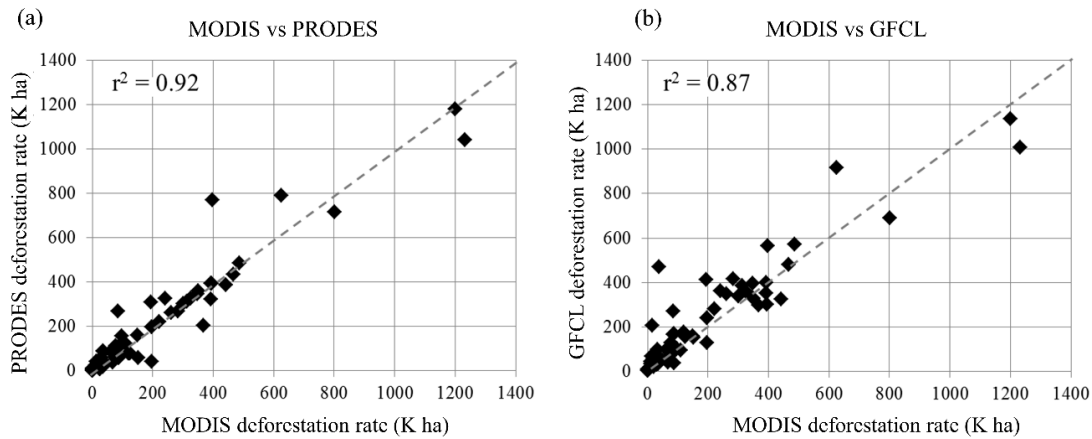 (a)
MODIS vs PRODES
r² = 0.92
PRODES deforestation rate (K ha)
1400
1200
1000
800
600
400
200
0
0 200 400 600 800 1000 1200 1400
MODIS deforestation rate (K ha)
(b)
MODIS vs GFCL
r² = 0.87
GFCL deforestation rate (K ha)
1400
1200
1000
800
600
400
200
0
0 200 400 600 800 1000 1200 1400
MODIS deforestation rate (K ha)